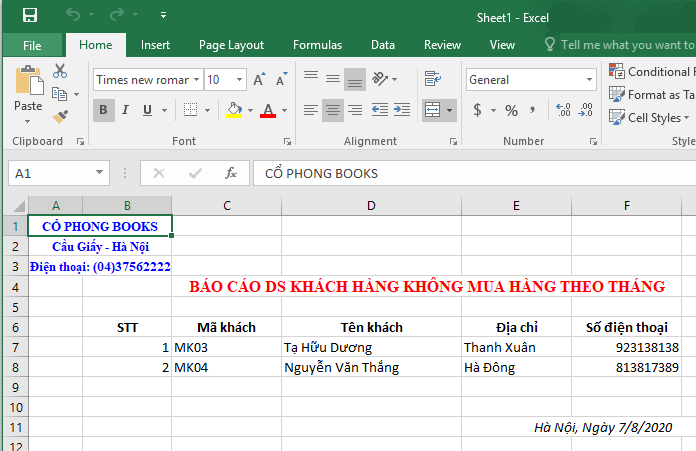 Sheet1 - Excel
File Home Insert Page Layout Formulas Data Review View Tell me what you want to
Paste
Times new romar 10 A A
B I U A
General
$ % , .00 .0
Conditional F
Format as Ta
Cell Styles
Clipboard Font Alignment Number Styles
A1 fx CỔ PHONG BOOKS
A B C D E F
1 CỔ PHONG BOOKS
2 Cầu Giấy - Hà Nội
3 Điện thoại: (04)37562222
4 BÁO CÁO DS KHÁCH HÀNG KHÔNG MUA HÀNG THEO THÁNG
5
6 STT Mã khách Tên khách Địa chỉ Số điện thoại
7 1 MK03 Tạ Hữu Dương Thanh Xuân 923138138
8 2 MK04 Nguyễn Văn Thắng Hà Đông 813817389
9
10
11 Hà Nội, Ngày 7/8/2020
12